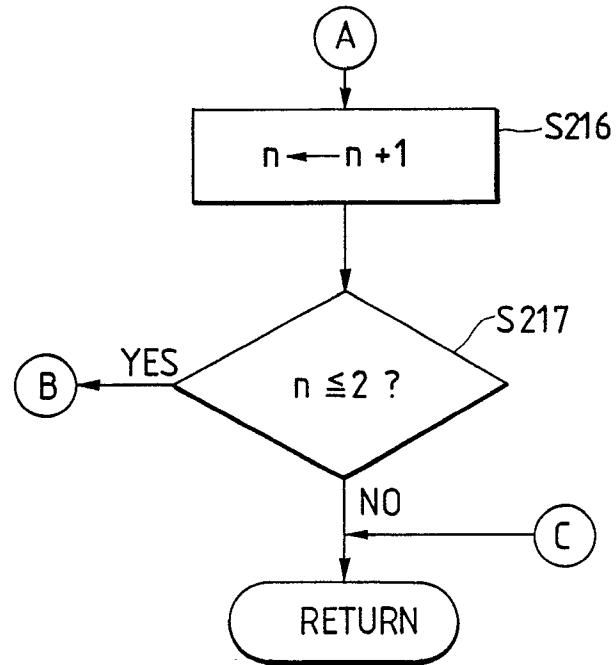 A
n ← n +1
S216
S217
YES
B
n ≦ 2 ?
NO
C
RETURN